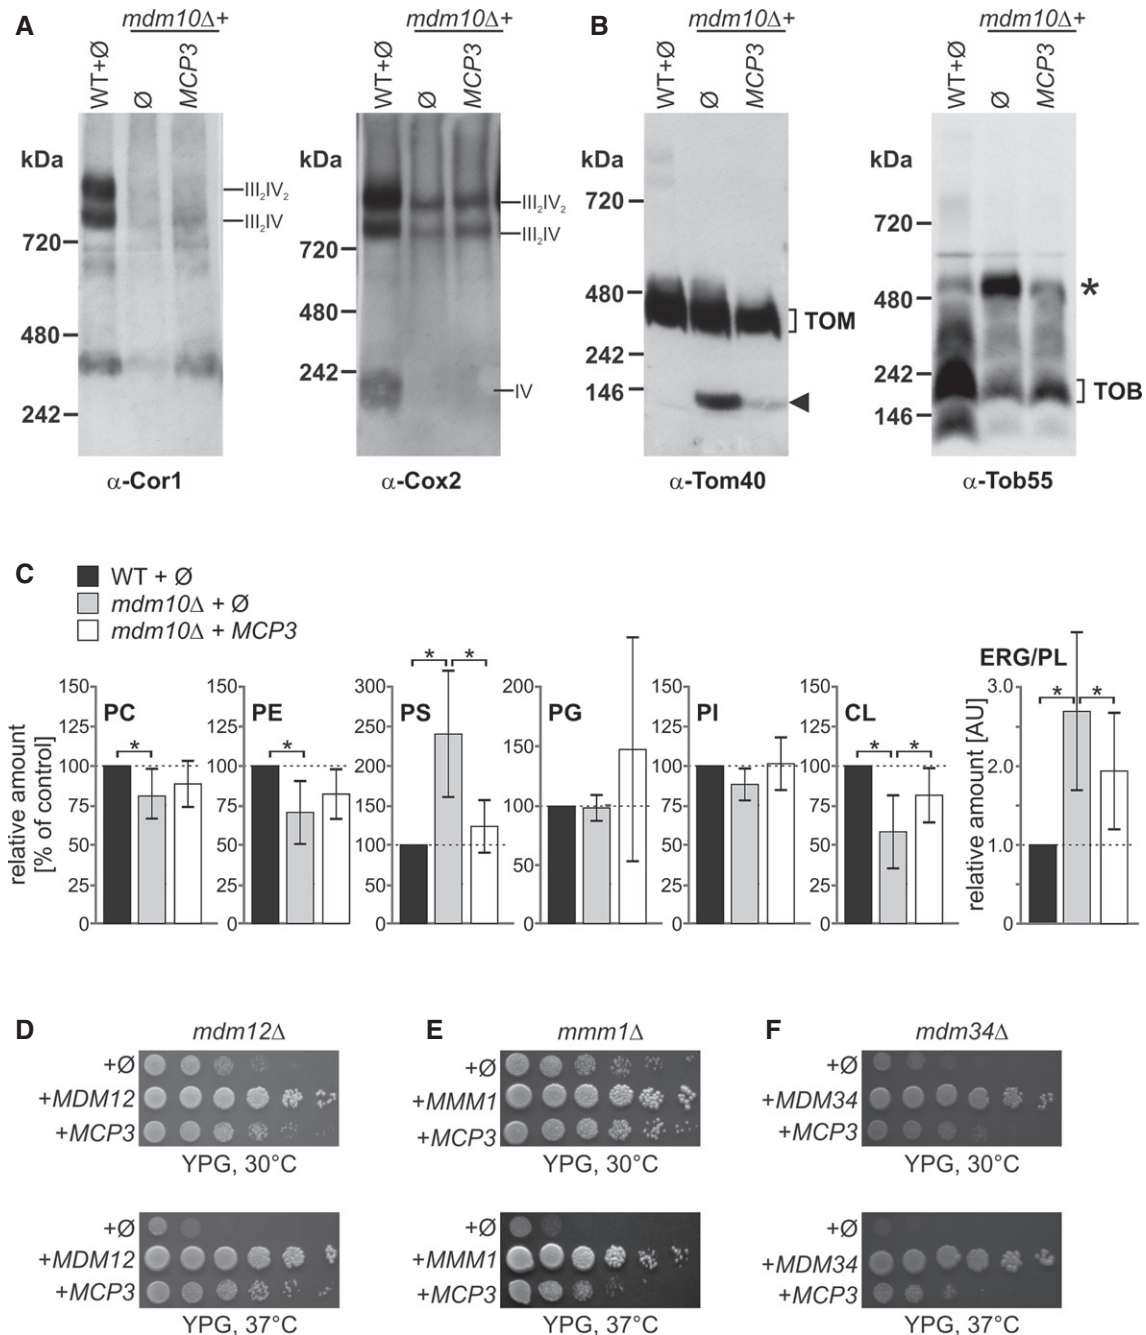 A
mdm10Δ+
WT+Ø
Ø
MCP3
kDa
720
480
242
III2IV2
III2IV
α-Cor1
mdm10Δ+
WT+Ø
Ø
MCP3
kDa
720
480
242
III2IV2
III2IV
IV
α-Cox2
B
mdm10Δ+
WT+Ø
Ø
MCP3
kDa
720
480
242
146
TOM
α-Tom40
mdm10Δ+
WT+Ø
Ø
MCP3
kDa
720
480
242
146
*
TOB
α-Tob55
C
WT + Ø
mdm10Δ + Ø
mdm10Δ + MCP3
relative amount
[% of control]
150
100
75
50
25
0
PC
*
150
100
75
50
25
0
PE
*
300
200
150
100
50
0
PS
* *
200
150
100
50
0
PG
150
100
75
50
25
0
PI
150
100
75
50
25
0
CL
* *
ERG/PL
relative amount [AU]
3.0
2.0
1.0
0
* *
D
mdm12Δ
+Ø
+MDM12
+MCP3
YPG, 30°C
+Ø
+MDM12
+MCP3
YPG, 37°C
E
mmm1Δ
+Ø
+MMM1
+MCP3
YPG, 30°C
+Ø
+MMM1
+MCP3
YPG, 37°C
F
mdm34Δ
+Ø
+MDM34
+MCP3
YPG, 30°C
+Ø
+MDM34
+MCP3
YPG, 37°C